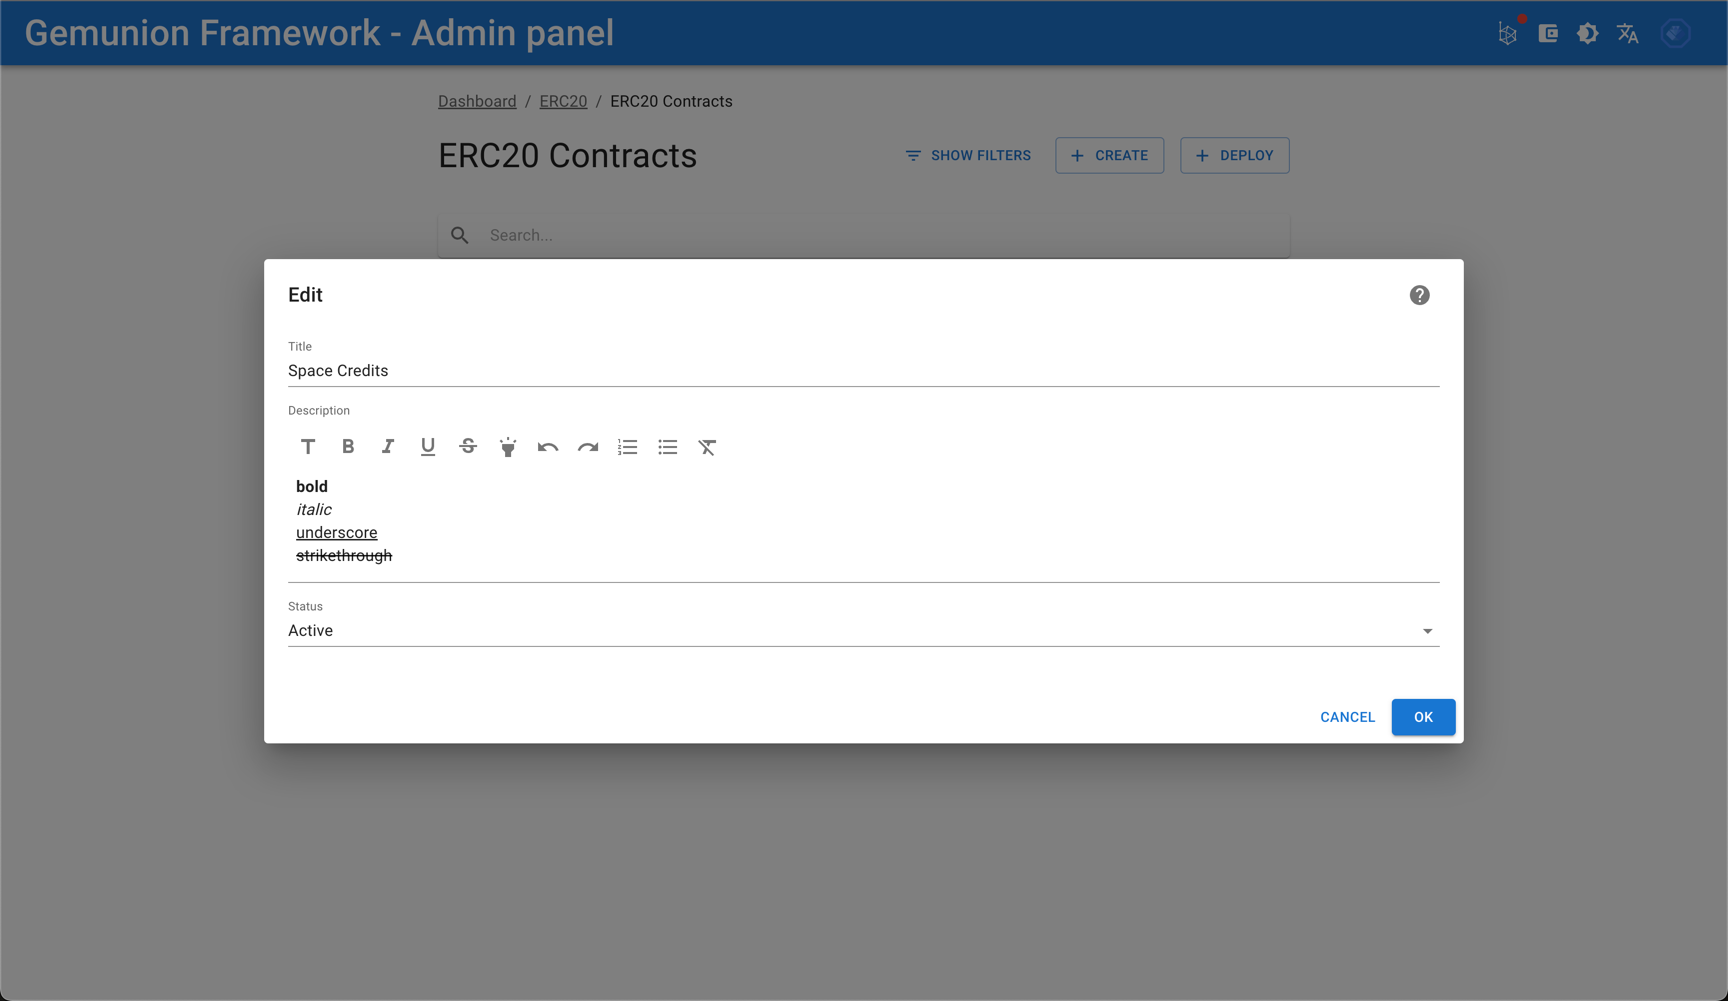 Gemunion Framework - Admin panel
Dashboard / ERC20 / ERC20 Contracts
ERC20 Contracts
SHOW FILTERS
+ CREATE
+ DEPLOY
Search...
Edit
Title
Space Credits
Description
bold
italic
underscore
strikethrough
Status
Active
CANCEL
OK